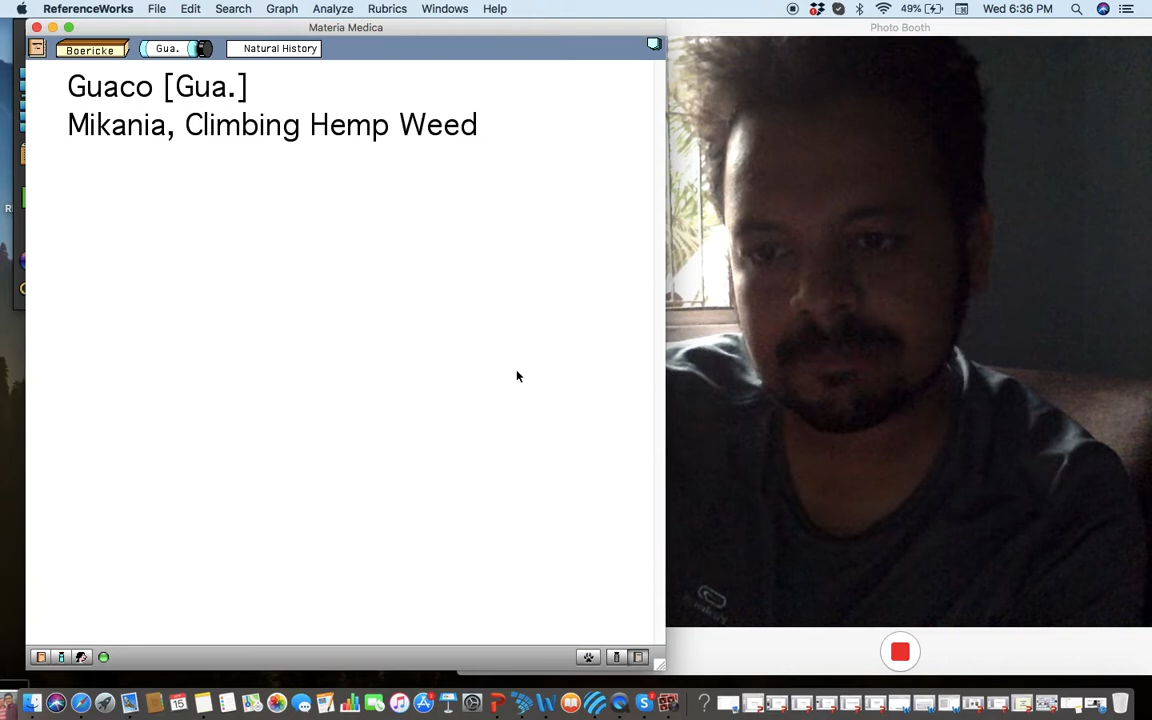 ReferenceWorks File Edit Search Graph Analyze Rubrics Windows Help 49% Wed 6:36 PM
Materia Medica
Photo Booth
Boericke Gua. Natural History
Guaco [Gua.]
Mikania, Climbing Hemp Weed